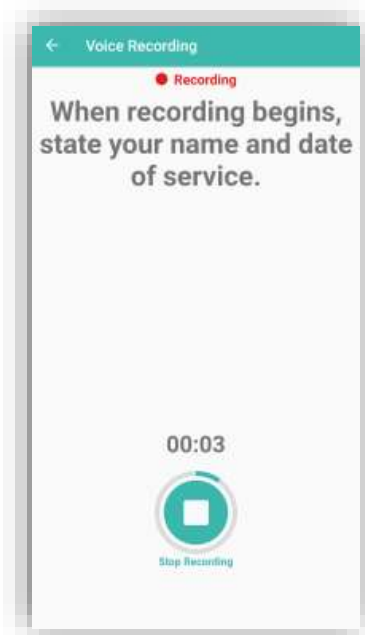 Voice Recording
Recording
When recording begins,
state your name and date
of service.
00:03
Stop Recording